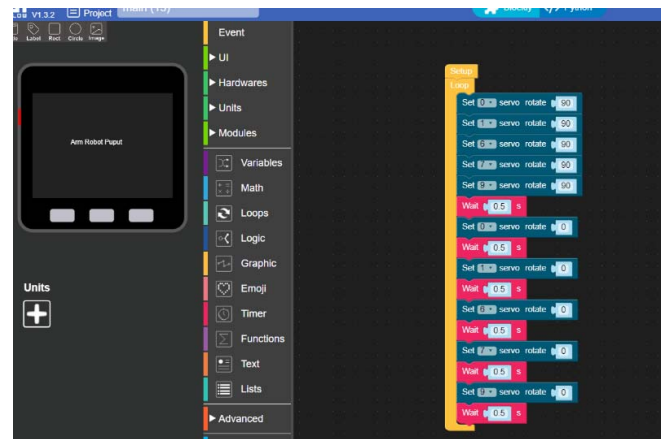 V1.3.2 Project main (15) Blockly </> Python
Label Rect Circle Image
Arm Robot Puput
Units
Event
UI
Hardwares
Units
Modules
Variables
Math
Loops
Logic
Graphic
Emoji
Timer
Functions
Text
Lists
Advanced
Setup
Loop
Set 0 servo rotate 90
Set 1 servo rotate 90
Set 6 servo rotate 90
Set 7 servo rotate 90
Set 9 servo rotate 90
Wait 0.5 s
Set 0 servo rotate 0
Wait 0.5 s
Set 1 servo rotate 0
Wait 0.5 s
Set 6 servo rotate 0
Wait 0.5 s
Set 7 servo rotate 0
Wait 0.5 s
Set 9 servo rotate 0
Wait 0.5 s